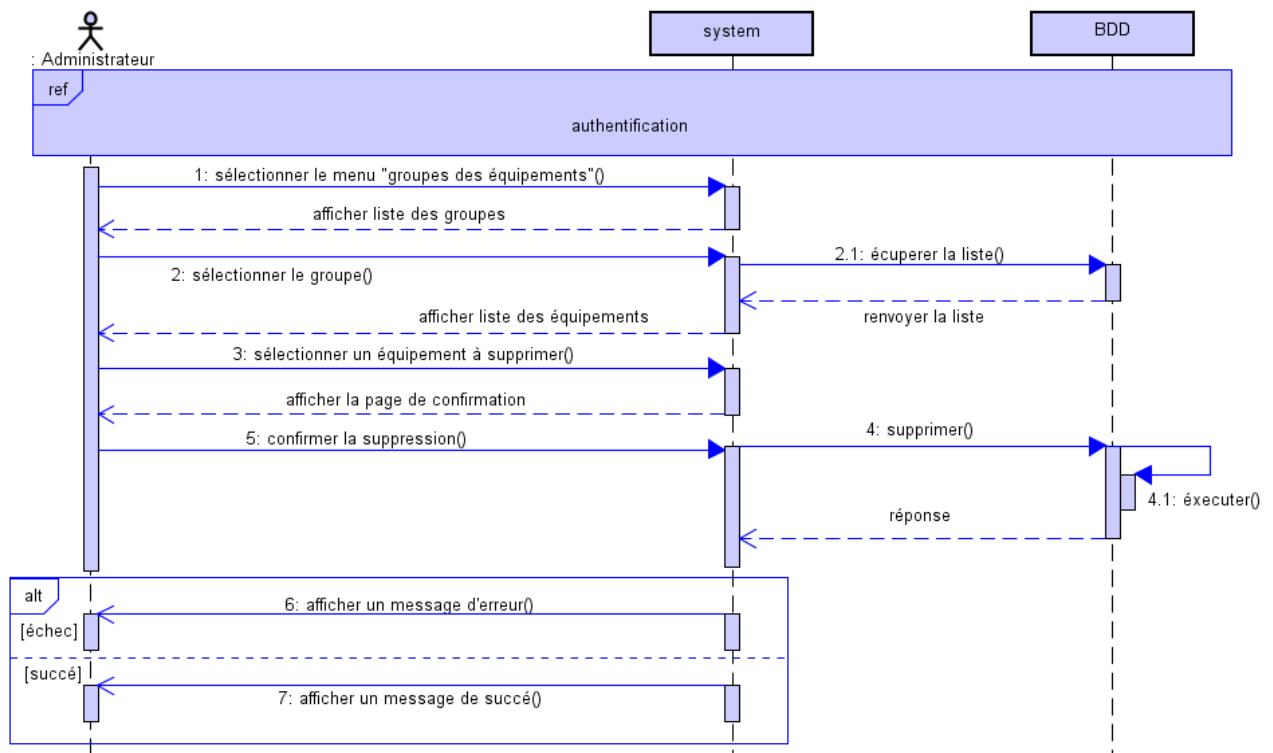 : Administrateur
system
BDD
ref
authentification
1: sélectionner le menu "groupes des équipements"()
afficher liste des groupes
2: sélectionner le groupe()
2.1: écuperer la liste()
renvoyer la liste
afficher liste des équipements
3: sélectionner un équipement à supprimer()
afficher la page de confirmation
5: confirmer la suppression()
4: supprimer()
4.1: éxecuter()
réponse
alt
6: afficher un message d'erreur()
[échec]
[succé]
7: afficher un message de succé()